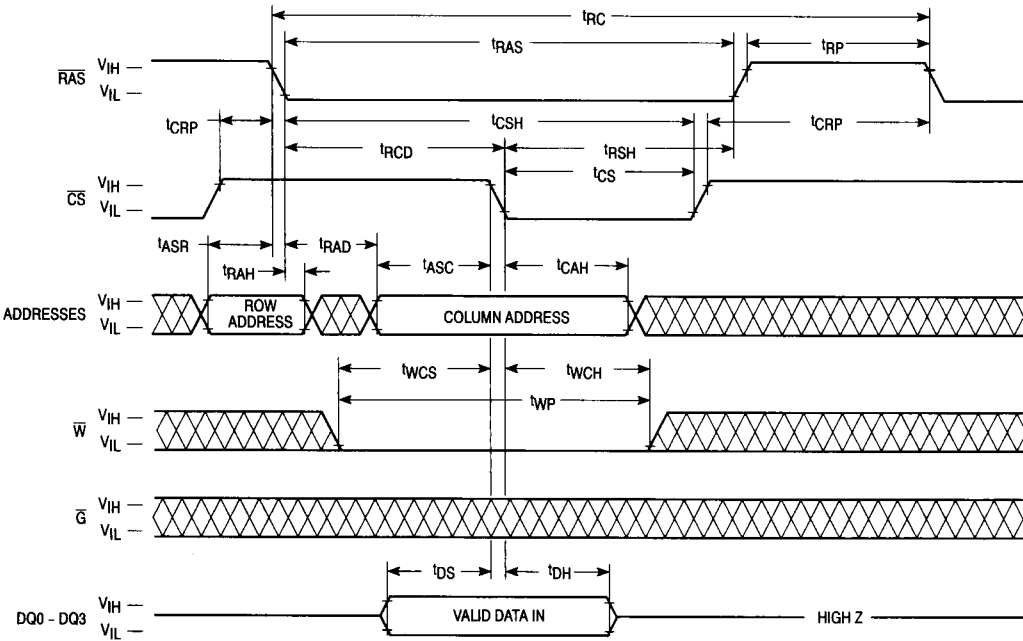 tRC
tRAS
tRP
RAS
VIH
VIL
tCRP
tCSH
tCRP
tRCD
tRSH
tCS
CS
VIH
VIL
tASR
tRAD
tRAH
tASC
tCAH
ADDRESSES
VIH
VIL
ROW
ADDRESS
COLUMN ADDRESS
tWCS
tWCH
tWP
W
VIH
VIL
G
VIH
VIL
tDS
tDH
DQ0 – DQ3
VIH
VIL
VALID DATA IN
HIGH Z